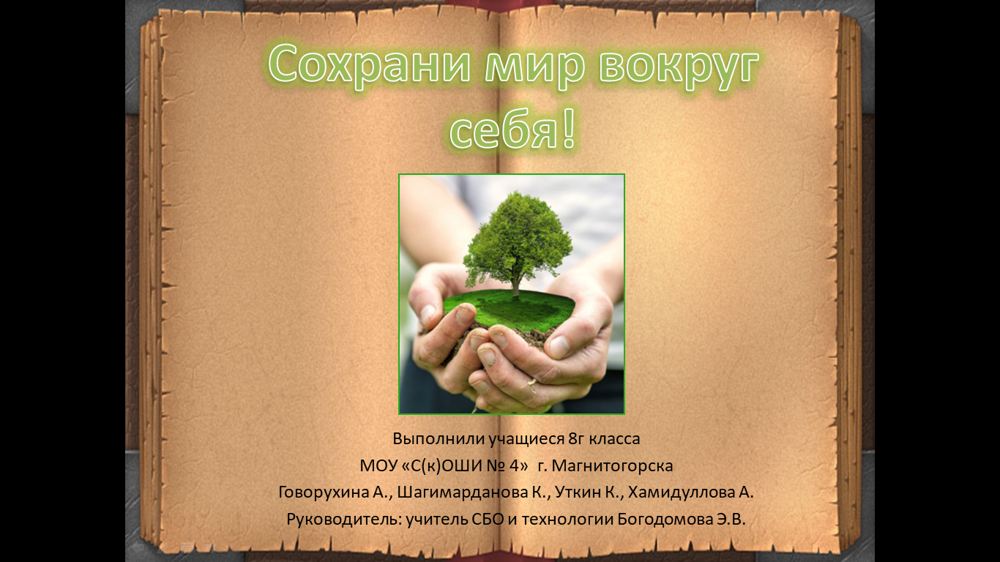 Сохрани мир вокруг
себя!
Выполнили учащиеся 8г класса
МОУ «С(к)ОШИ № 4» г. Магнитогорска
Говорухина А., Шагимарданова К., Уткин К., Хамидуллова А.
Руководитель: учитель СБО и технологии Богодомова Э.В.